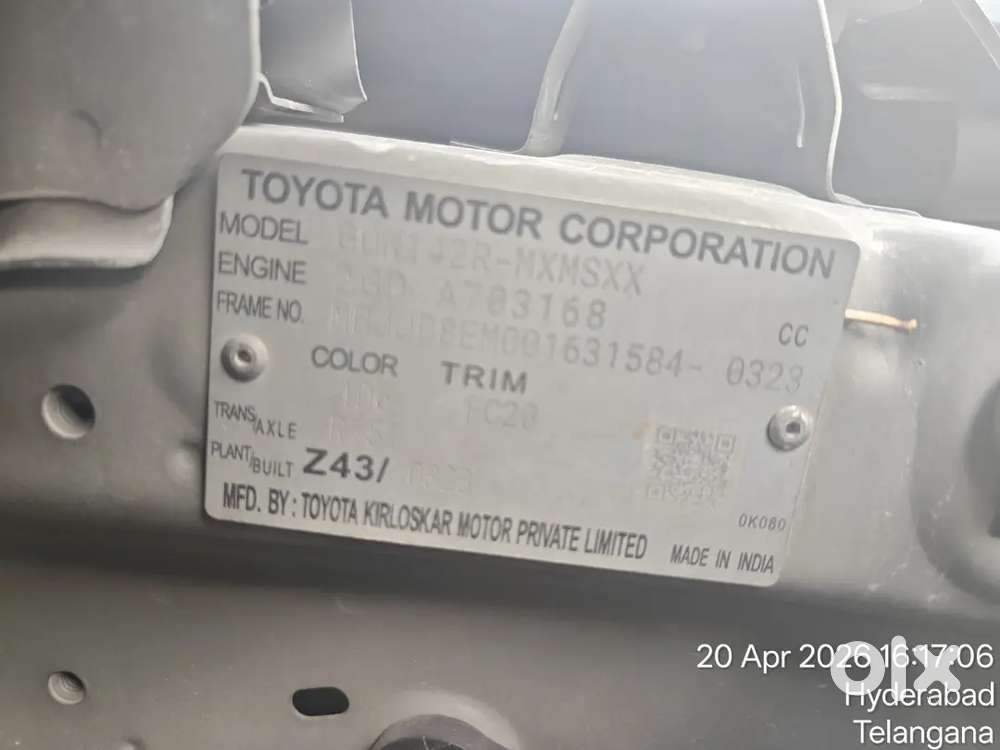 TOYOTA MOTOR CORPORATION
MODEL GUN142R-MXMSXX
ENGINE 2GD A703168 CC
FRAME NO. 0323
COLOR TRIM
FC20
TRANS/AXLE
PLANT/BUILT Z43/ 0323
0K080
MFD. BY : TOYOTA KIRLOSKAR MOTOR PRIVATE LIMITED MADE IN INDIA
20 Apr 2026 16:17:06
olx
Hyderabad
Telangana